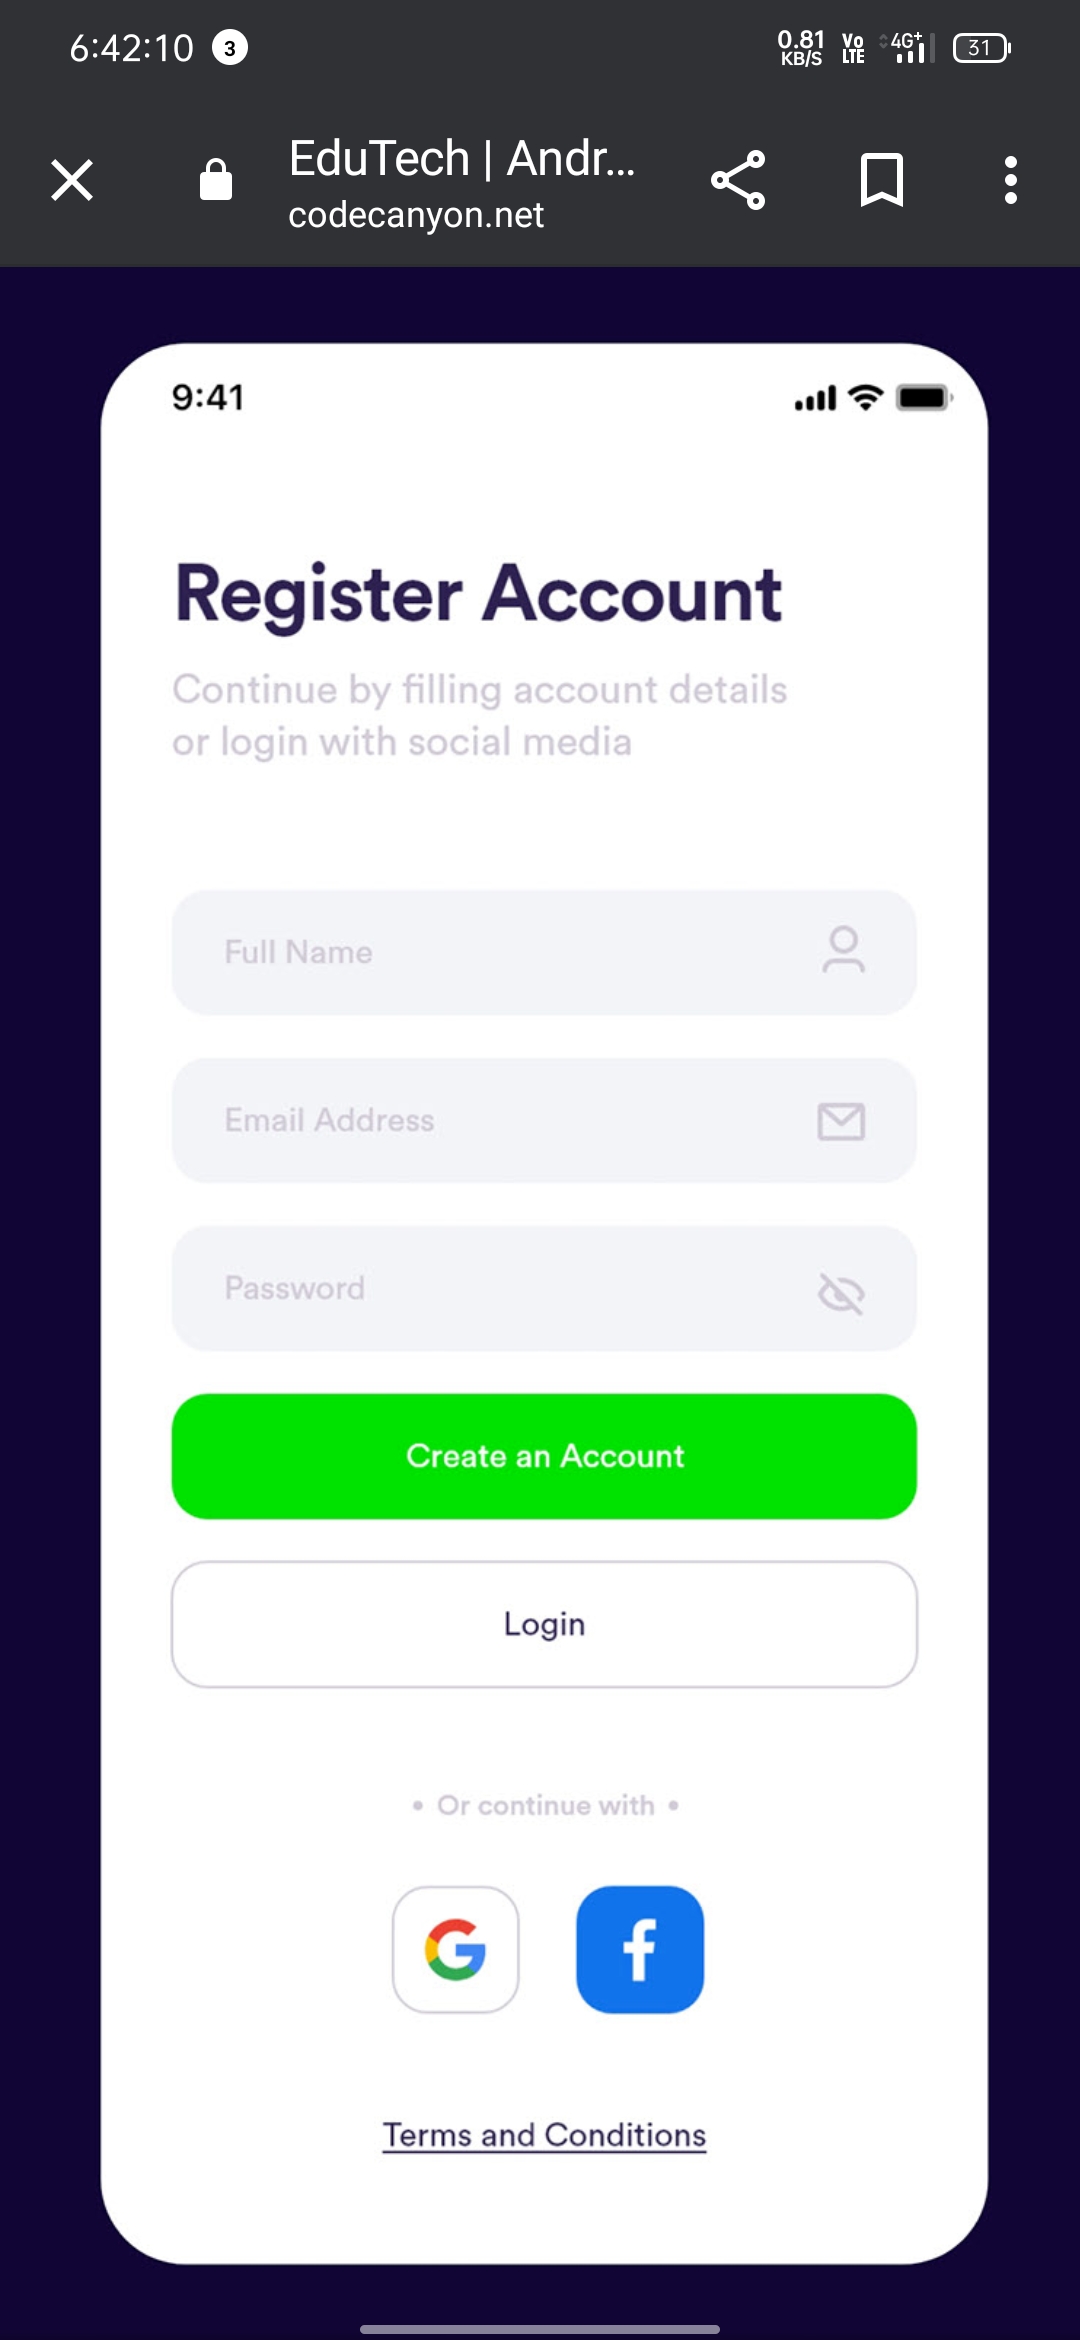 6:42:10 3 0.81 KB/S Vo LTE 4G+ 31
EduTech | Andr...
codecanyon.net
9:41
Register Account
Continue by filling account details
or login with social media
Full Name
Email Address
Password
Create an Account
Login
• Or continue with •
G f
Terms and Conditions